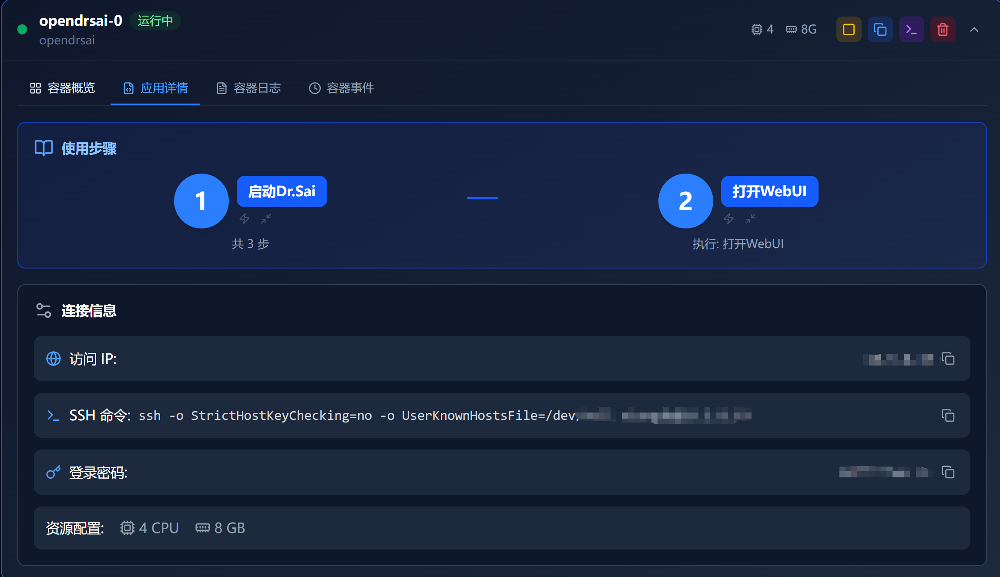 opendrsai-0 运行中
opendrsai
4 8G
容器概览 应用详情 容器日志 容器事件
使用步骤
1 启动Dr.Sai
共 3 步
2 打开WebUI
执行: 打开WebUI
连接信息
访问 IP:
SSH 命令: ssh -o StrictHostKeyChecking=no -o UserKnownHostsFile=/dev/
登录密码:
资源配置: 4 CPU 8 GB